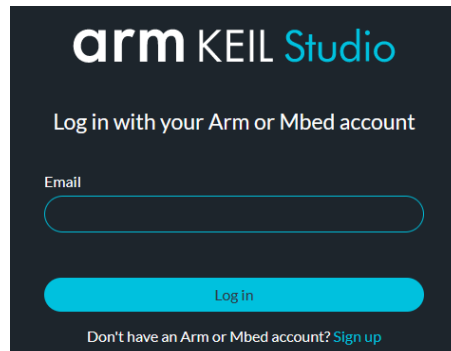 arm KEIL Studio
Log in with your Arm or Mbed account
Email
Log in
Don't have an Arm or Mbed account? Sign up